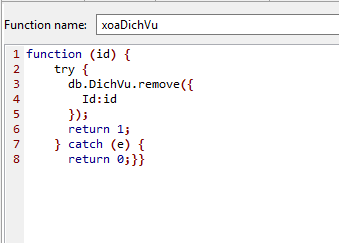 Function name: xoaDichVu
1 function (id) {
2     try {
3       db.DichVu.remove({
4         Id:id
5       });
6       return 1;
7     } catch (e) {
8       return 0;}}